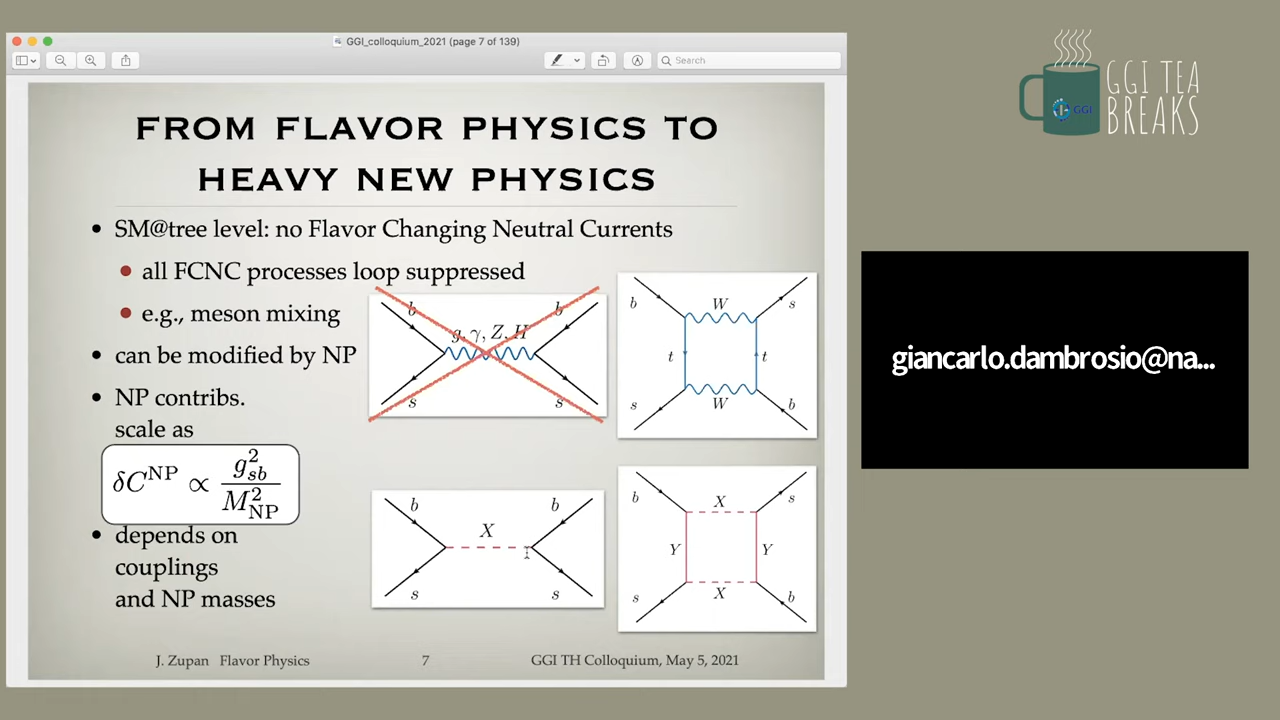 GGI_colloquium_2021 (page 7 of 139)
Search
FROM FLAVOR PHYSICS TO
HEAVY NEW PHYSICS
• SM@tree level: no Flavor Changing Neutral Currents
• all FCNC processes loop suppressed
• e.g., meson mixing
• can be modified by NP
• NP contribs.
scale as
δC^NP ∝ g_sb^2 / M_NP^2
• depends on
couplings
and NP masses
b b
g, γ, Z, H
s s
b W s
t t
s W b
b b
X
s s
b X s
Y Y
s X b
J. Zupan Flavor Physics 7 GGI TH Colloquium, May 5, 2021
GGI TEA
BREAKS
GGI
giancarlo.dambrosio@na...